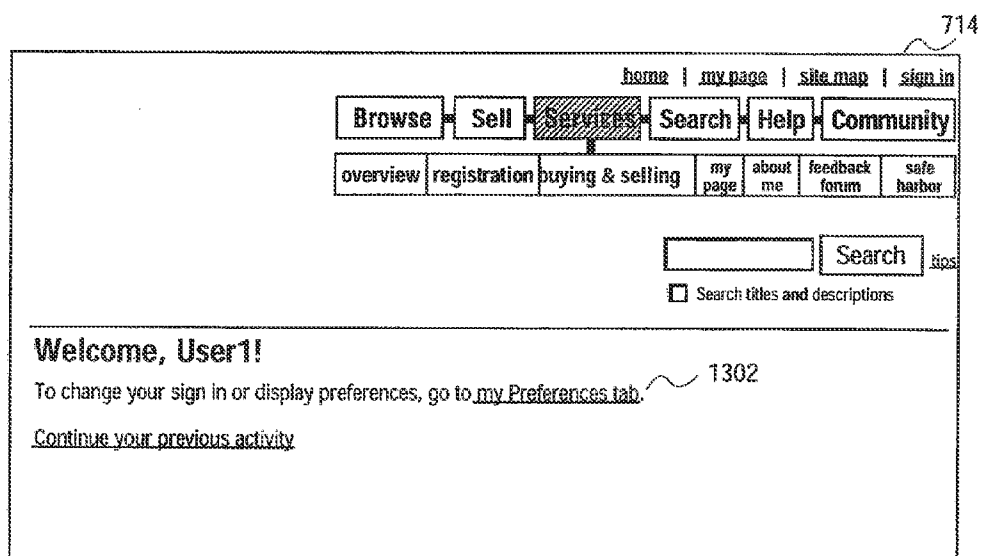 714
home | my page | site map | sign in
Browse Sell Services Search Help Community
overview registration buying & selling my page about me feedback forum safe harbor
Search tips
Search titles and descriptions
Welcome, User1!
To change your sign in or display preferences, go to my Preferences tab. 1302
Continue your previous activity